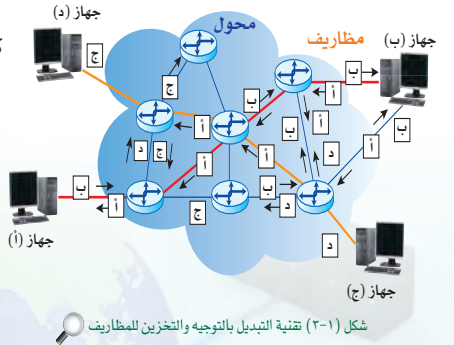 جهاز (د)
محول
مظاريف
جهاز (ب)
ج
ب
ب
أ
ج
ب
أ
أ
ب
د
ج
ب
د
أ
أ
أ
ب
ب
أ
ج
د
د
جهاز (أ)
جهاز (ج)
شكل (١-٣) تقنية التبديل بالتوجيه والتخزين للمظاريف